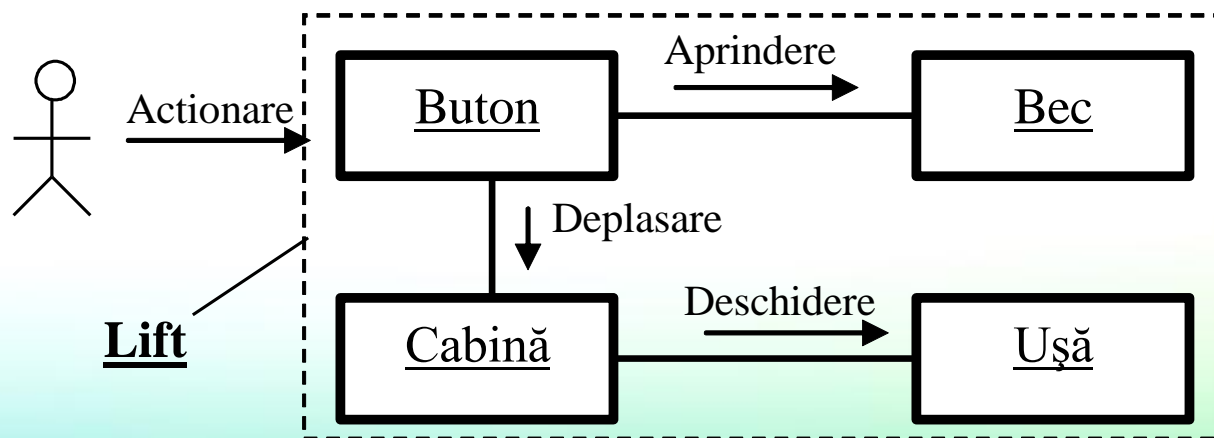 Aprindere
Actionare
Buton
Bec
Deplasare
Deschidere
Lift
Cabină
Uşă